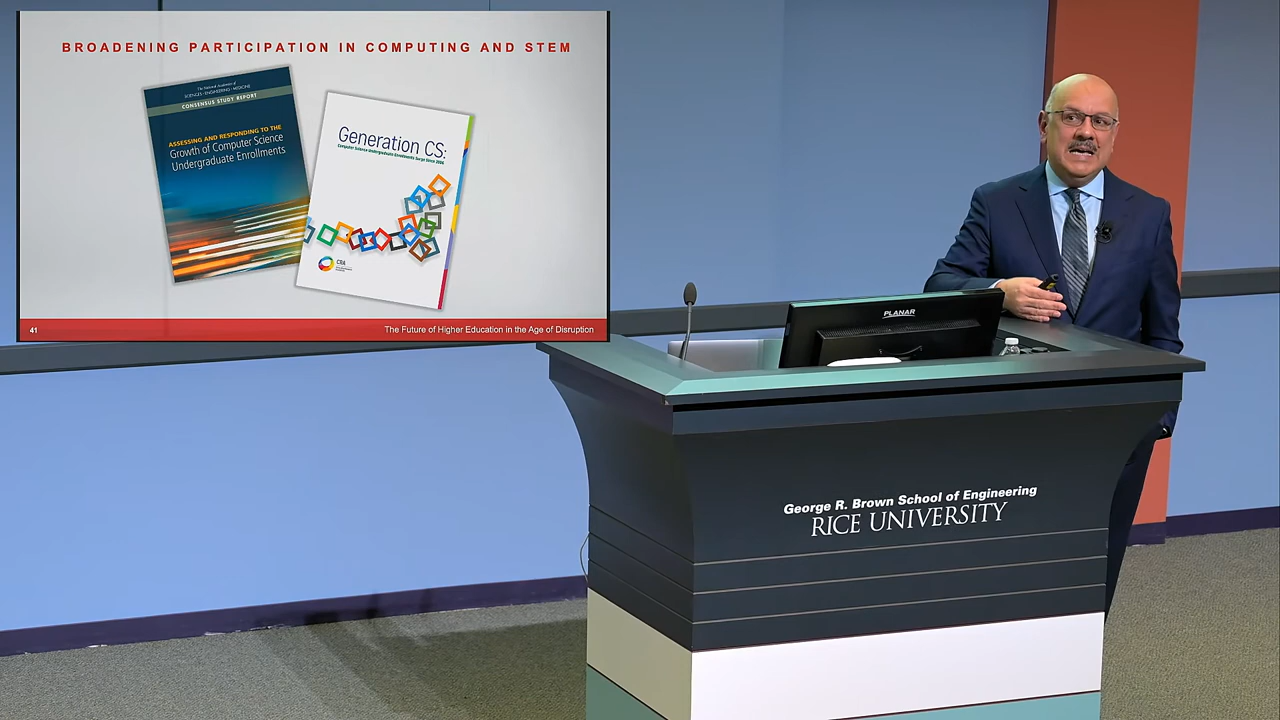 BROADENING PARTICIPATION IN COMPUTING AND STEM
The National Academies of
SCIENCES • ENGINEERING • MEDICINE
CONSENSUS STUDY REPORT
ASSESSING AND RESPONDING TO THE
Growth of Computer Science
Undergraduate Enrollments
Generation CS:
Computer Science Undergraduate Enrollments Surge Since 2006
CRA
41
The Future of Higher Education in the Age of Disruption
PLANAR
George R. Brown School of Engineering
RICE UNIVERSITY